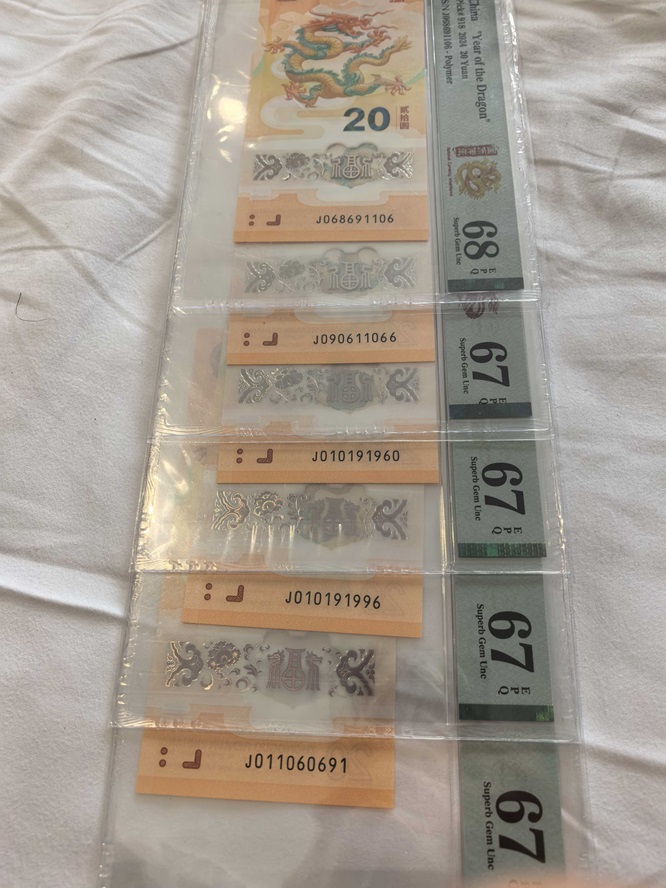 China "Year of the Dragon"
Pick# 918 2024 20 Yuan
S/N J068691106 - Polymer
20 贰拾圆
福
J068691106
68 EPQ
Superb Gem Unc
福
J090611066
67 EPQ
Superb Gem Unc
J010191960
67 EPQ
Superb Gem Unc
J010191996
67 EPQ
Superb Gem Unc
J011060691
67
Superb Gem Unc